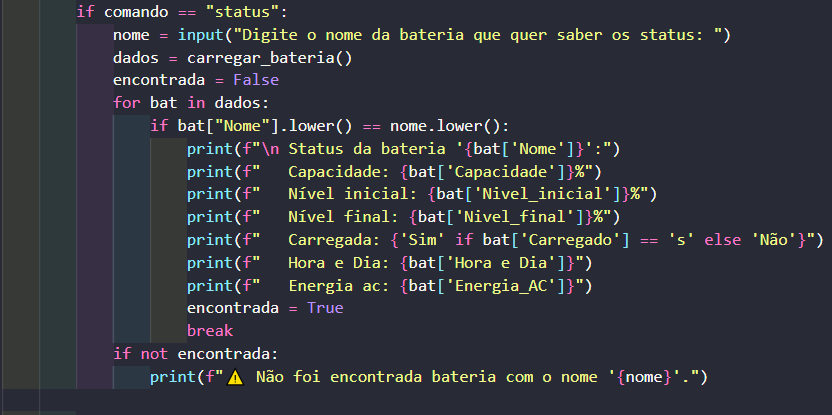 if comando == "status":
    nome = input("Digite o nome da bateria que quer saber os status: ")
    dados = carregar_bateria()
    encontrada = False
    for bat in dados:
        if bat["Nome"].lower() == nome.lower():
            print(f"\n Status da bateria '{bat['Nome']}':")
            print(f"   Capacidade: {bat['Capacidade']}%")
            print(f"   Nível inicial: {bat['Nivel_inicial']}%")
            print(f"   Nível final: {bat['Nivel_final']}%")
            print(f"   Carregada: {'Sim' if bat['Carregado'] == 's' else 'Não'}")
            print(f"   Hora e Dia: {bat['Hora e Dia']}")
            print(f"   Energia ac: {bat['Energia_AC']}")
            encontrada = True
            break
    if not encontrada:
        print(f"⚠️ Não foi encontrada bateria com o nome '{nome}'.")